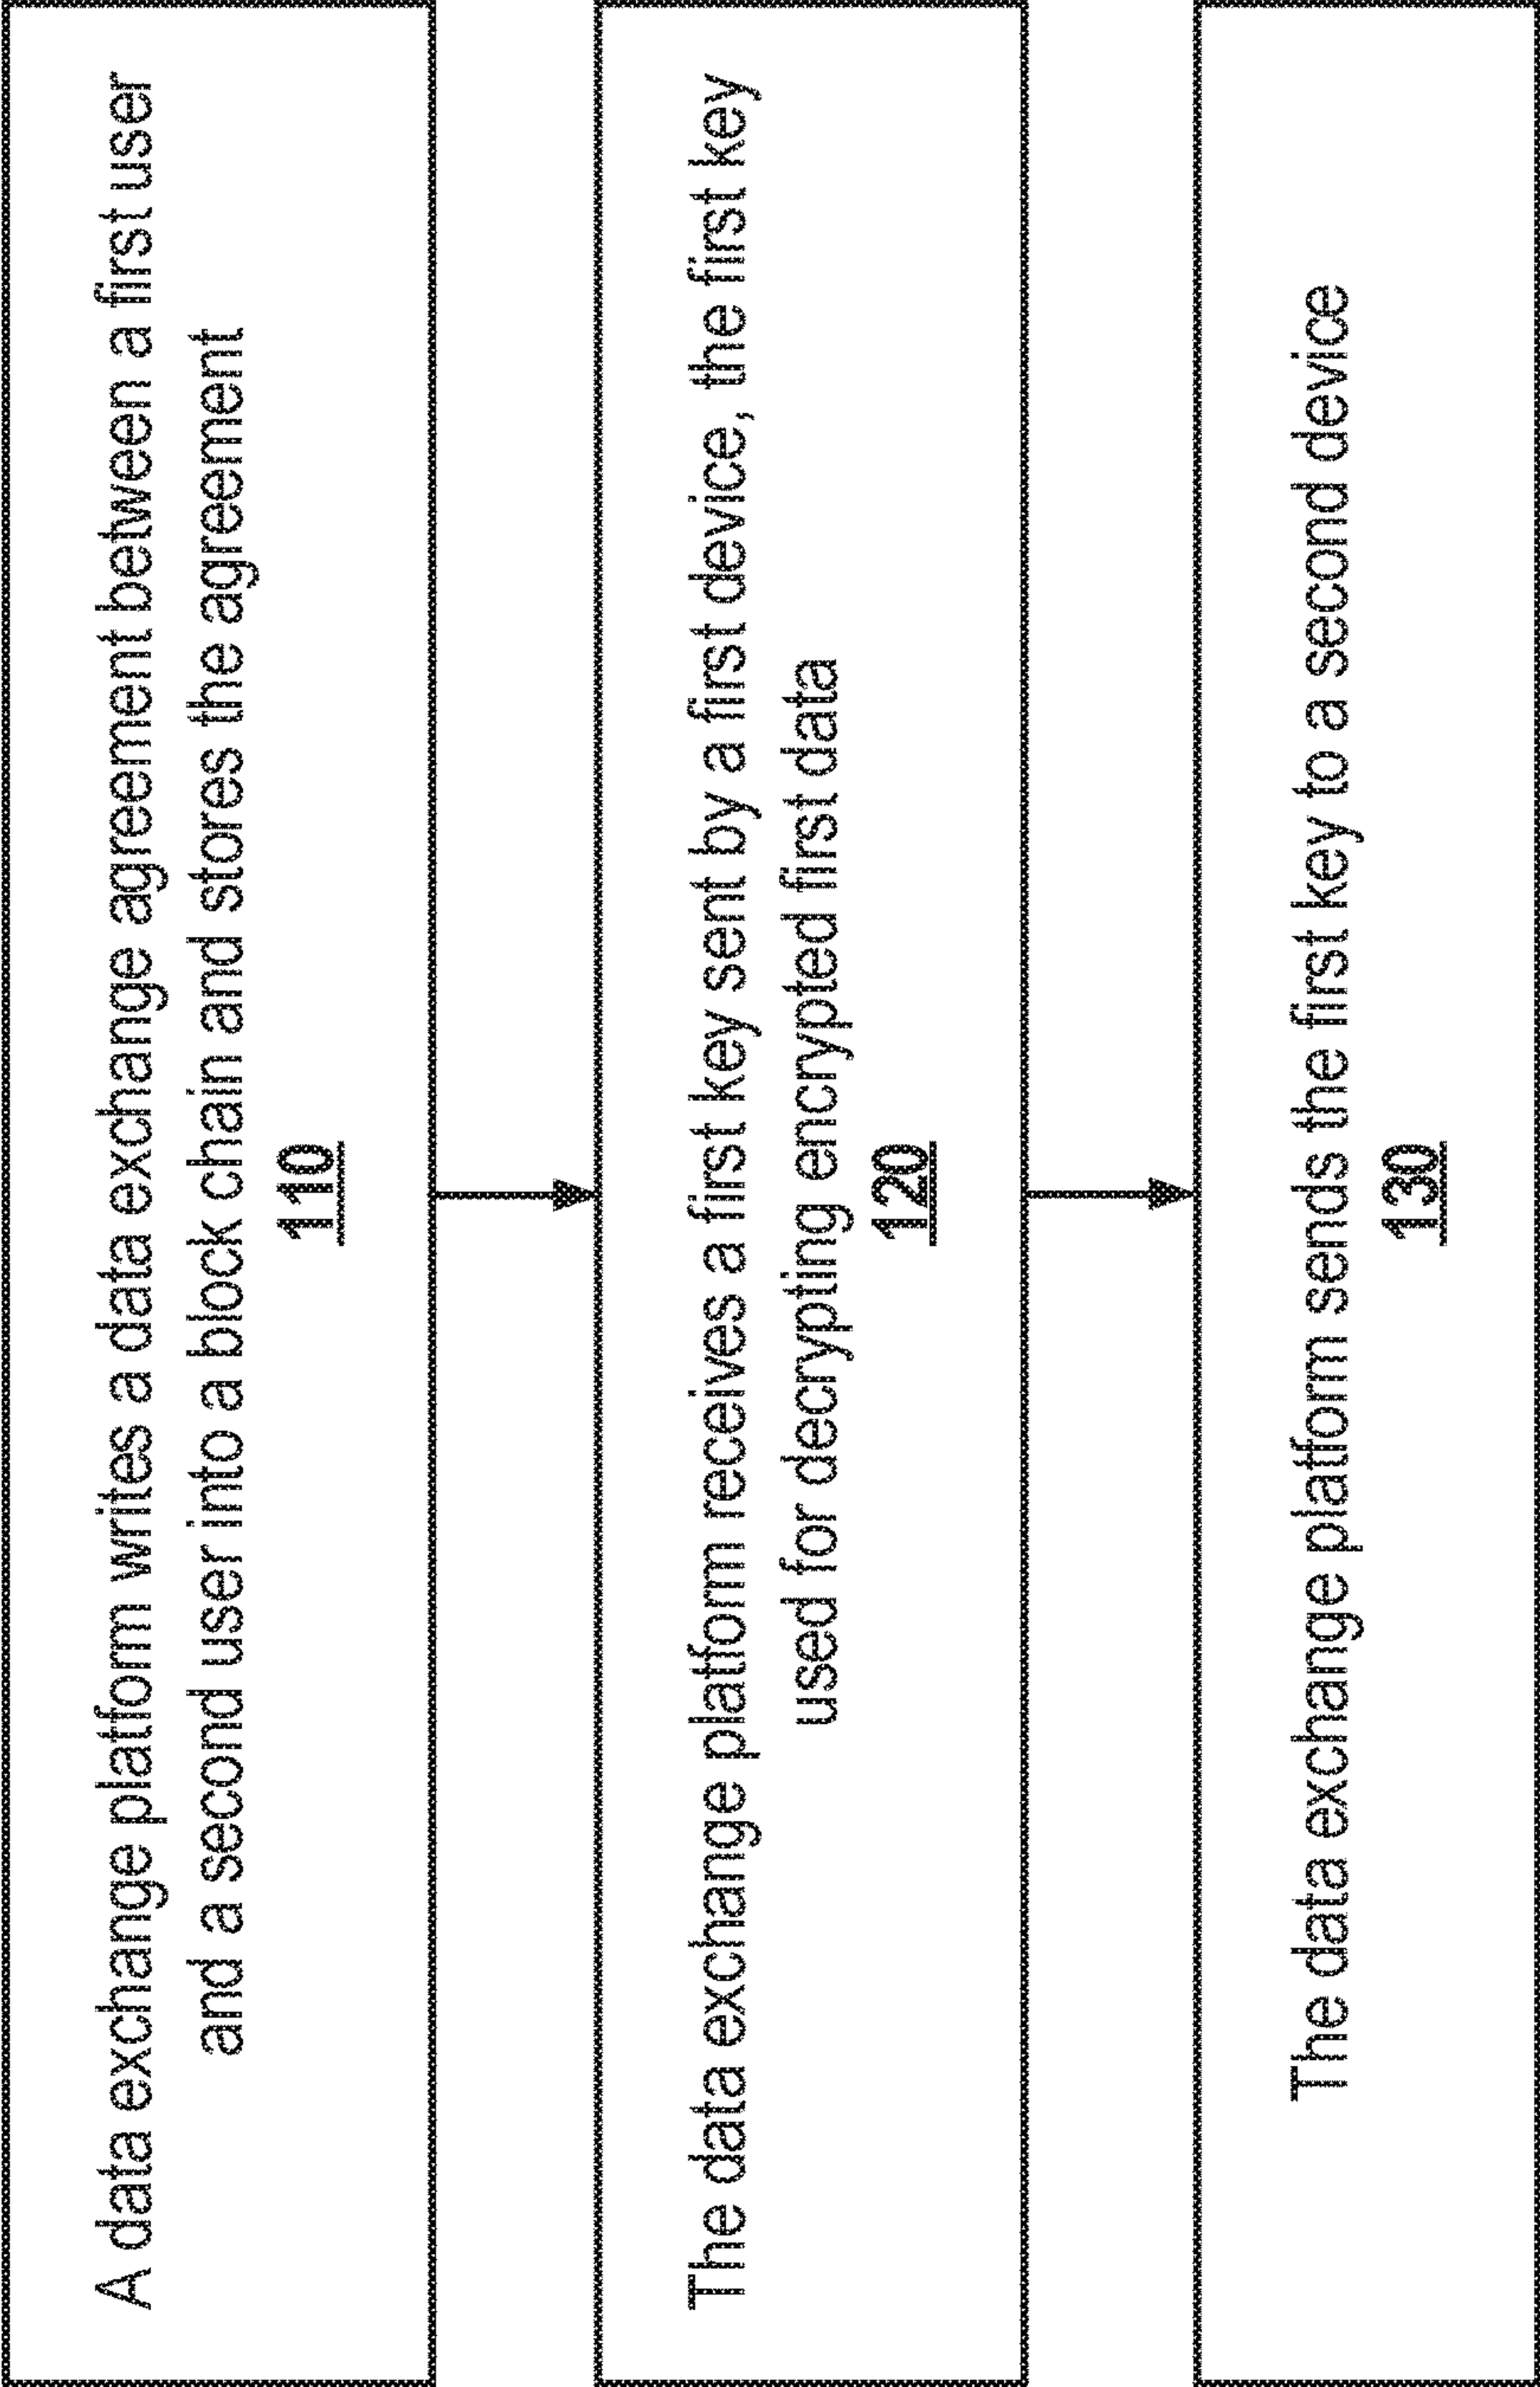 A data exchange platform writes a data exchange agreement between a first user
and a second user into a block chain and stores the agreement
110
The data exchange platform receives a first key sent by a first device, the first key
used for decrypting encrypted first data
120
The data exchange platform sends the first key to a second device
130